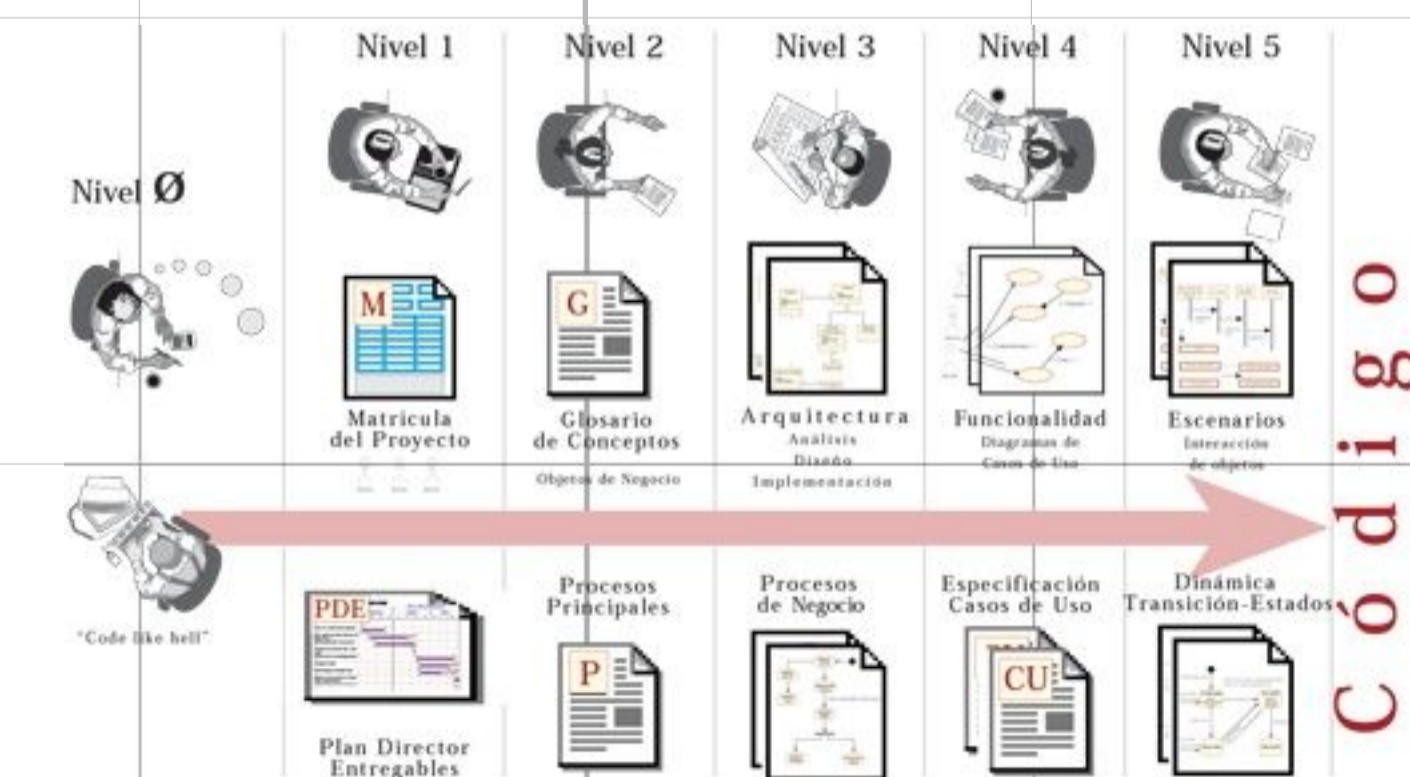 Nivel 1
Nivel 2
Nivel 3
Nivel 4
Nivel 5
Nivel Ø
M
G
Matricula
del Proyecto
Glosario
de Conceptos
Objetos de Negocio
Arquitectura
Análisis
Diseño
Implementación
Funcionalidad
Diagramas de
Casos de Uso
Escenarios
Interacción
de objetos
Código
"Code like hell"
PDE
Plan Director
Entregables
Procesos
Principales
P
Procesos
de Negocio
Especificación
Casos de Uso
CU
Dinámica
Transición-Estados